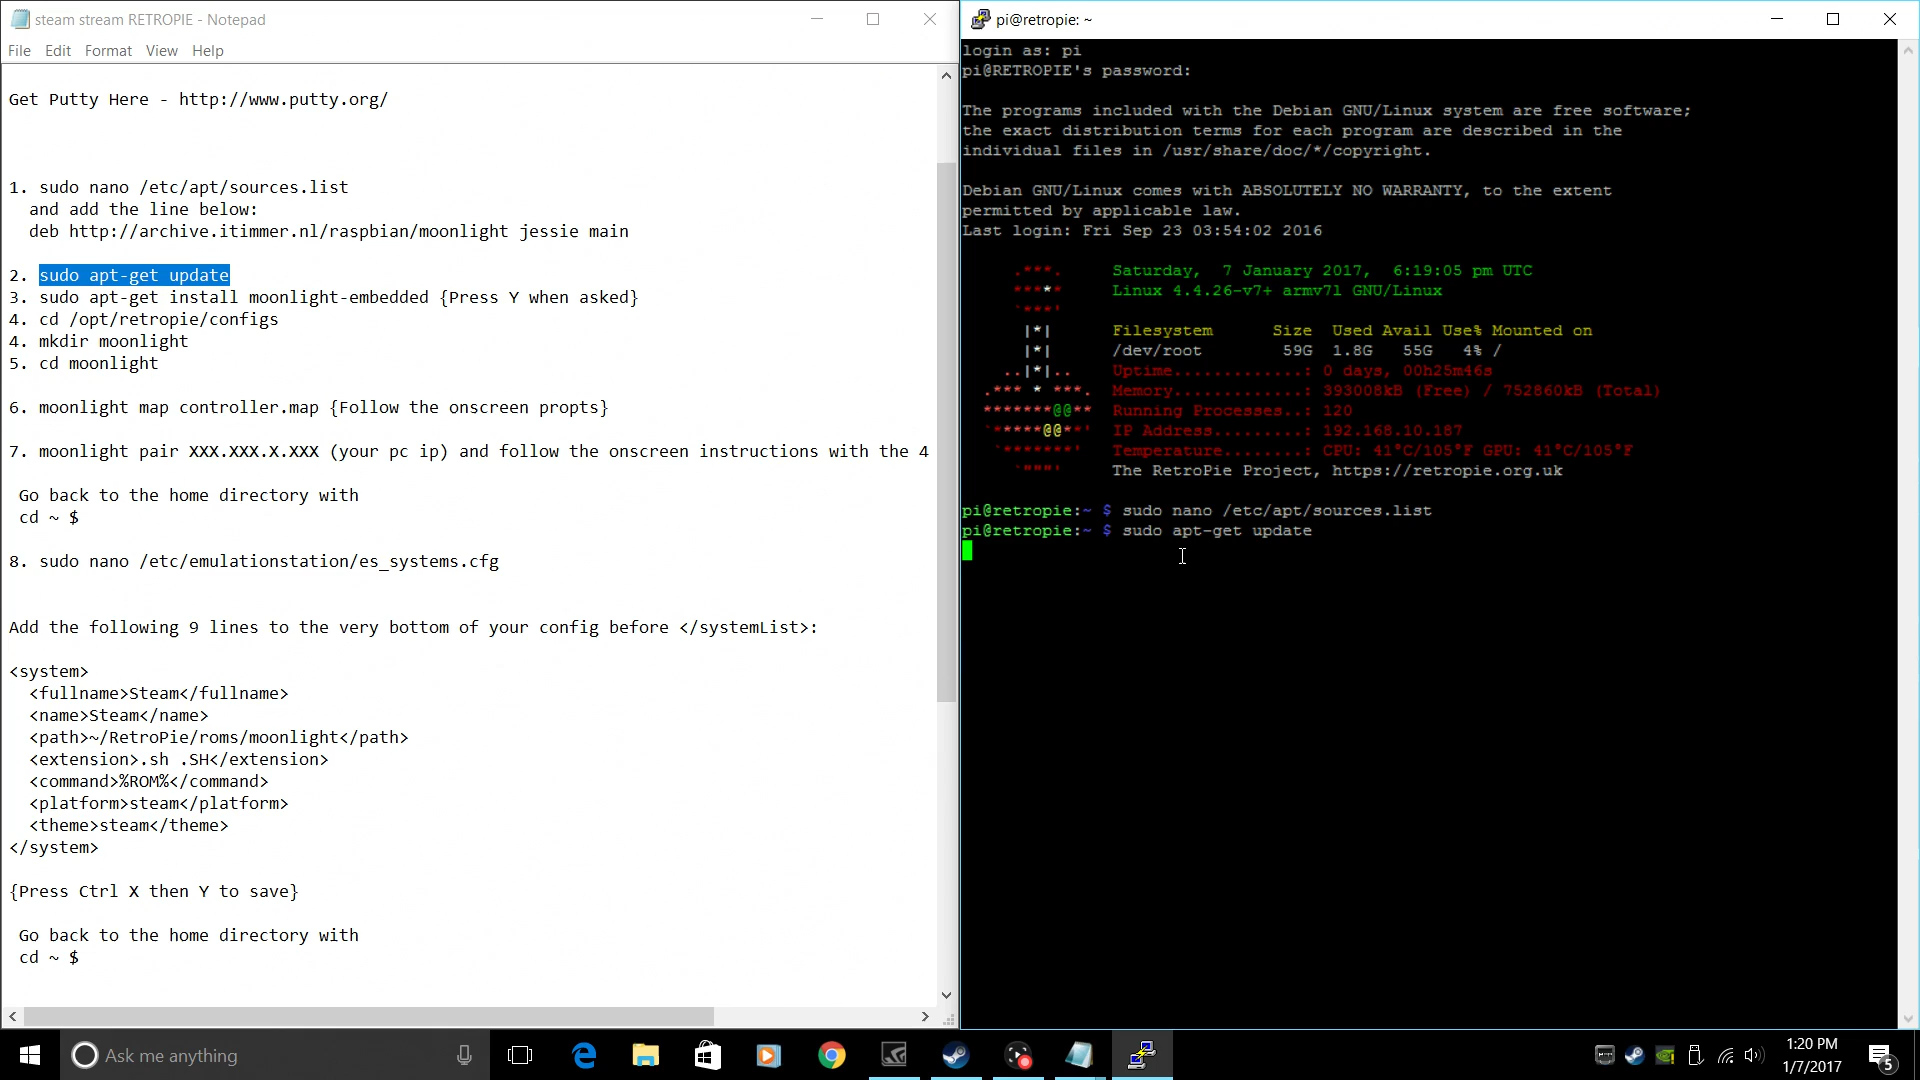 steam stream RETROPIE - Notepad
File Edit Format View Help
Get Putty Here - http://www.putty.org/
1. sudo nano /etc/apt/sources.list
and add the line below:
deb http://archive.itimmer.nl/raspbian/moonlight jessie main
2. sudo apt-get update
3. sudo apt-get install moonlight-embedded {Press Y when asked}
4. cd /opt/retropie/configs
4. mkdir moonlight
5. cd moonlight
6. moonlight map controller.map {Follow the onscreen propts}
7. moonlight pair XXX.XXX.X.XXX (your pc ip) and follow the onscreen instructions with the 4
Go back to the home directory with
cd ~ $
8. sudo nano /etc/emulationstation/es_systems.cfg
Add the following 9 lines to the very bottom of your config before </systemList>:
<system>
<fullname>Steam</fullname>
<name>Steam</name>
<path>~/RetroPie/roms/moonlight</path>
<extension>.sh .SH</extension>
<command>%ROM%</command>
<platform>steam</platform>
<theme>steam</theme>
</system>
{Press Ctrl X then Y to save}
Go back to the home directory with
cd ~ $
pi@retropie: ~
login as: pi
pi@RETROPIE's password:
The programs included with the Debian GNU/Linux system are free software;
the exact distribution terms for each program are described in the
individual files in /usr/share/doc/*/copyright.
Debian GNU/Linux comes with ABSOLUTELY NO WARRANTY, to the extent
permitted by applicable law.
Last login: Fri Sep 23 03:54:02 2016
Saturday, 7 January 2017, 6:19:05 pm UTC
Linux 4.4.26-v7+ armv7l GNU/Linux
Filesystem Size Used Avail Use% Mounted on
/dev/root 59G 1.8G 55G 4% /
Uptime.............: 0 days, 00h25m46s
Memory.............: 393008kB (Free) / 752860kB (Total)
Running Processes..: 120
IP Address.........: 192.168.10.187
Temperature........: CPU: 41°C/105°F GPU: 41°C/105°F
The RetroPie Project, https://retropie.org.uk
pi@retropie:~ $ sudo nano /etc/apt/sources.list
pi@retropie:~ $ sudo apt-get update
Ask me anything
1:20 PM
1/7/2017
5